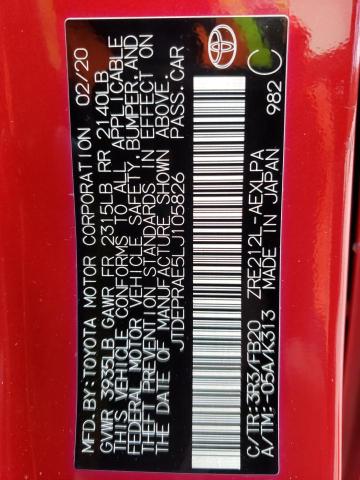 MFD. BY: TOYOTA MOTOR CORPORATION 02/20
GVWR 3935LB GAWR FR 2315LB RR 2140LB
THIS VEHICLE CONFORMS TO ALL APPLICABLE
FEDERAL MOTOR VEHICLE SAFETY, BUMPER, AND
THEFT PREVENTION STANDARDS IN EFFECT ON
THE DATE OF MANUFACTURE SHOWN ABOVE.
JTDEPRAE5LJ105826 PASS.CAR
TOYOTA
C/TR:3R3/FB20 ZRE212L-AEXLPA
A/TM:-05A/K313 MADE IN JAPAN 982 C